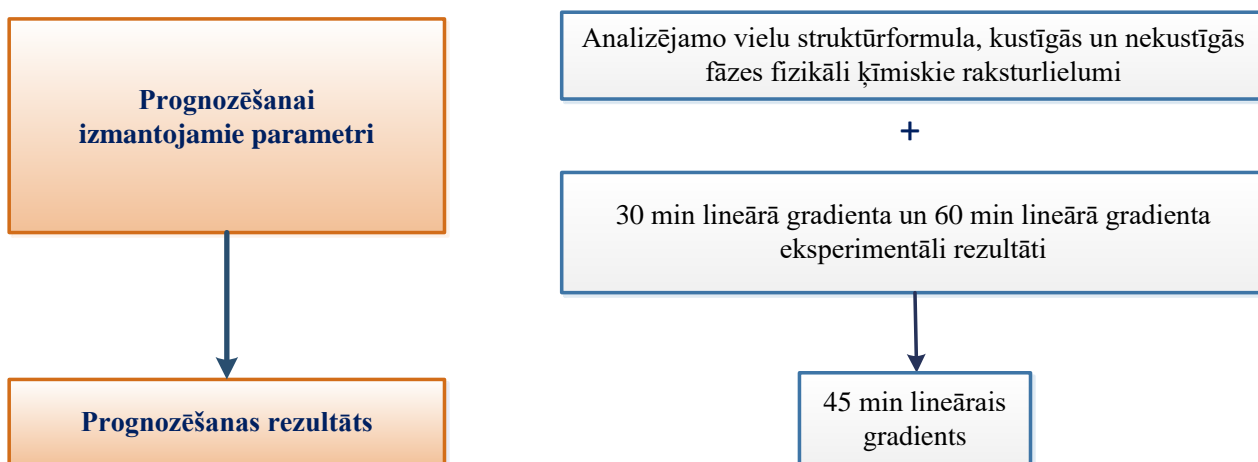 Prognozēšanai
izmantojamie parametri
Analizējamo vielu struktūrformula, kustīgās un nekustīgās
fāzes fizikāli ķīmiskie raksturlielumi
+
30 min lineārā gradienta un 60 min lineārā gradienta
eksperimentāli rezultāti
Prognozēšanas rezultāts
45 min lineārais
gradients